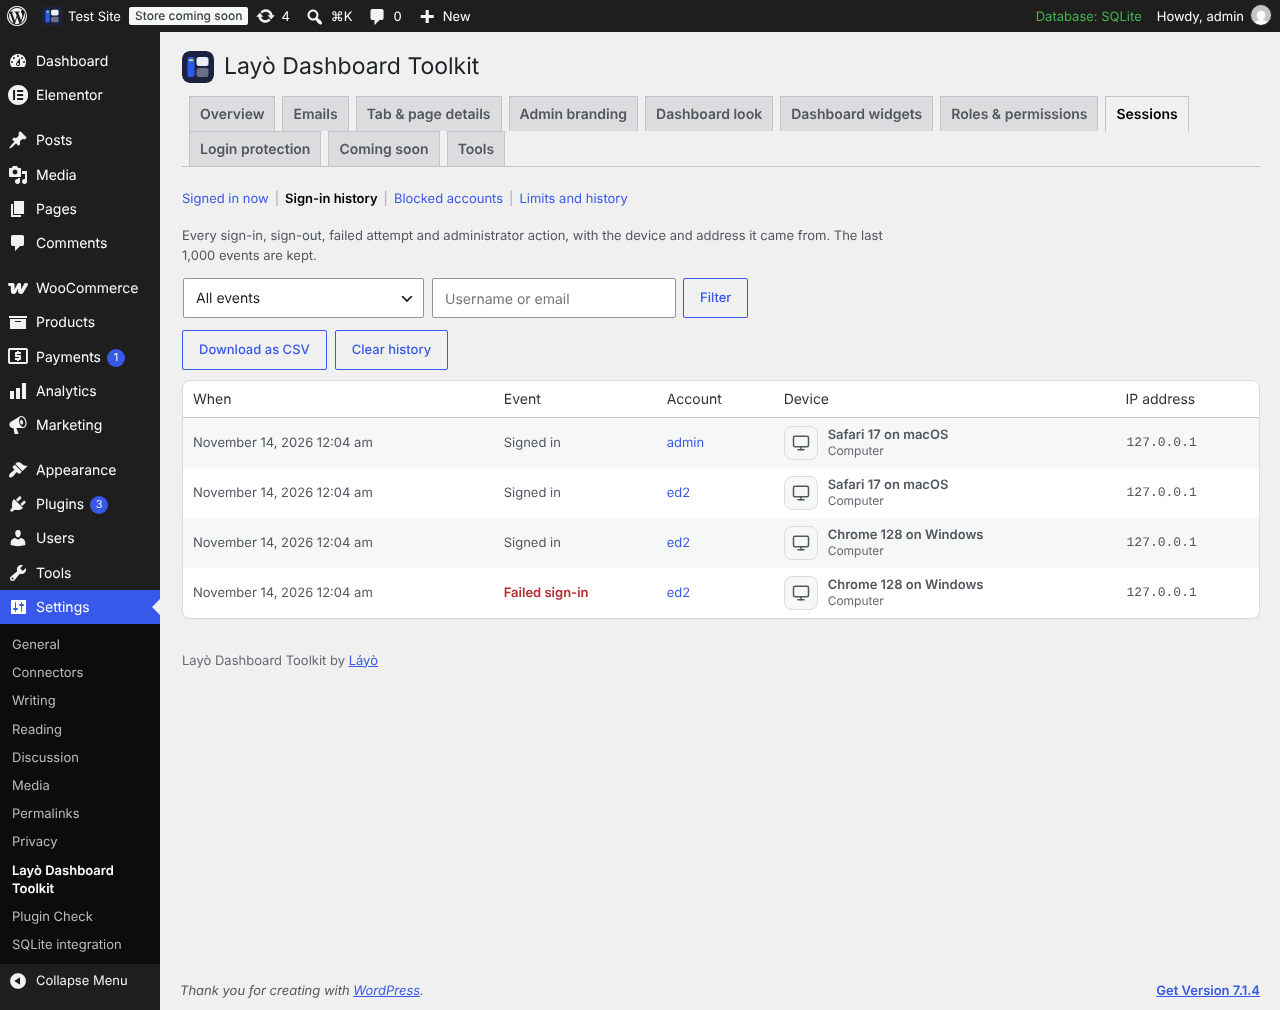 Test Site Store coming soon 4 ⌘K 0 New Database: SQLite Howdy, admin
Dashboard
Elementor
Posts
Media
Pages
Comments
WooCommerce
Products
Payments 1
Analytics
Marketing
Appearance
Plugins 3
Users
Tools
Settings
General
Connectors
Writing
Reading
Discussion
Media
Permalinks
Privacy
Layò Dashboard
Toolkit
Plugin Check
SQLite integration
Collapse Menu
Layò Dashboard Toolkit
Overview Emails Tab & page details Admin branding Dashboard look Dashboard widgets Roles & permissions Sessions
Login protection Coming soon Tools
Signed in now | Sign-in history | Blocked accounts | Limits and history
Every sign-in, sign-out, failed attempt and administrator action, with the device and address it came from. The last
1,000 events are kept.
All events Username or email Filter
Download as CSV Clear history
When Event Account Device IP address
November 14, 2026 12:04 am Signed in admin Safari 17 on macOS 127.0.0.1
Computer
November 14, 2026 12:04 am Signed in ed2 Safari 17 on macOS 127.0.0.1
Computer
November 14, 2026 12:04 am Signed in ed2 Chrome 128 on Windows 127.0.0.1
Computer
November 14, 2026 12:04 am Failed sign-in ed2 Chrome 128 on Windows 127.0.0.1
Computer
Layò Dashboard Toolkit by Láyò
Thank you for creating with WordPress. Get Version 7.1.4